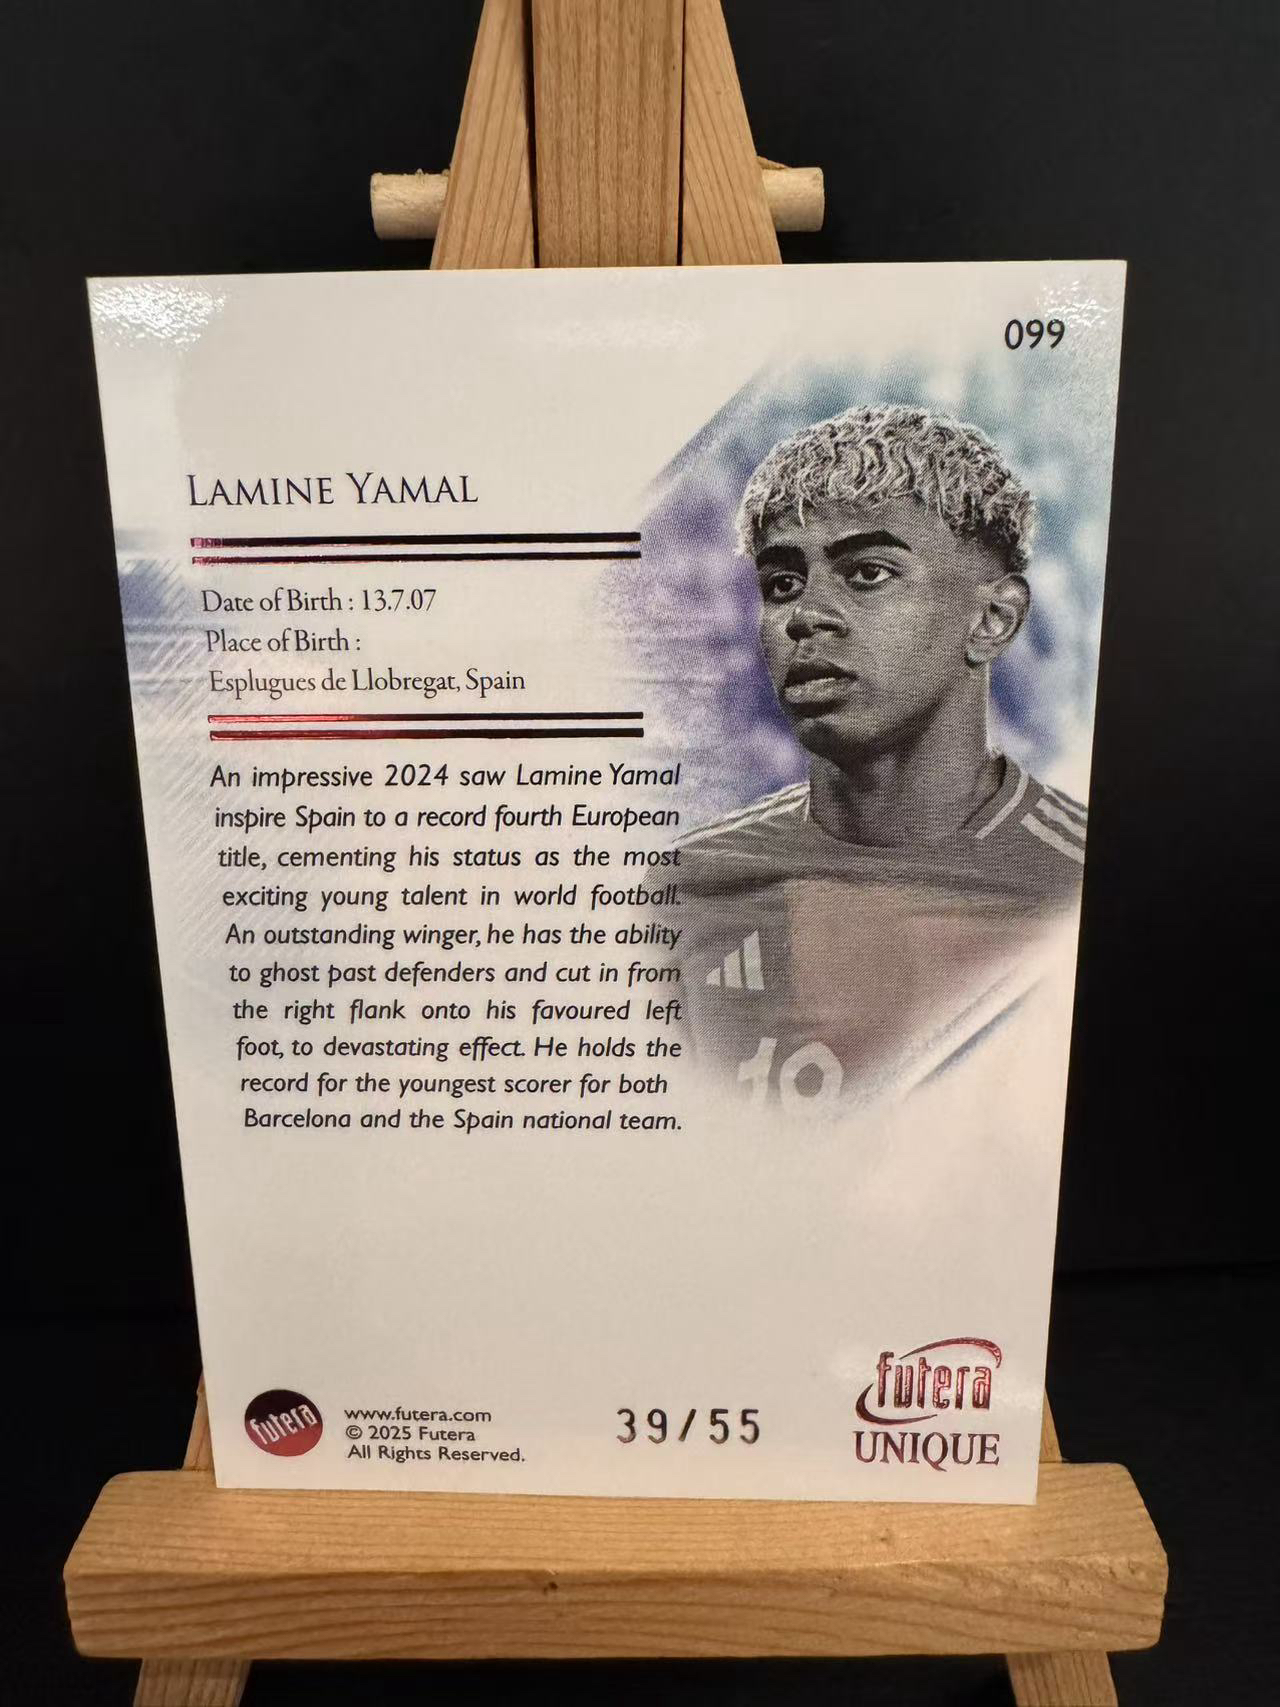 099
LAMINE YAMAL
Date of Birth : 13.7.07
Place of Birth :
Esplugues de Llobregat, Spain
An impressive 2024 saw Lamine Yamal
inspire Spain to a record fourth European
title, cementing his status as the most
exciting young talent in world football.
An outstanding winger, he has the ability
to ghost past defenders and cut in from
the right flank onto his favoured left
foot, to devastating effect. He holds the
record for the youngest scorer for both
Barcelona and the Spain national team.
19
futera
www.futera.com
© 2025 Futera
All Rights Reserved.
39/55
futera
UNIQUE